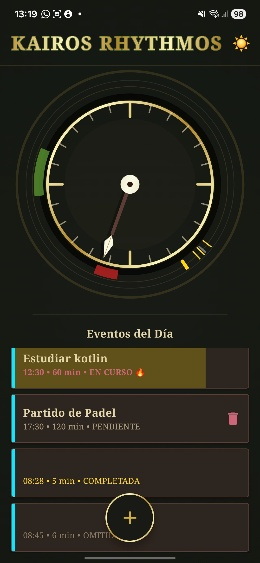 13:19
98
KAIROS RHYTHMOS
Eventos del Día
Estudiar kotlin
12:30 • 60 min • EN CURSO 🔥
Partido de Padel
17:30 • 120 min • PENDIENTE
08:28 • 5 min • COMPLETADA
+
08:45 • 6 min • OMITI